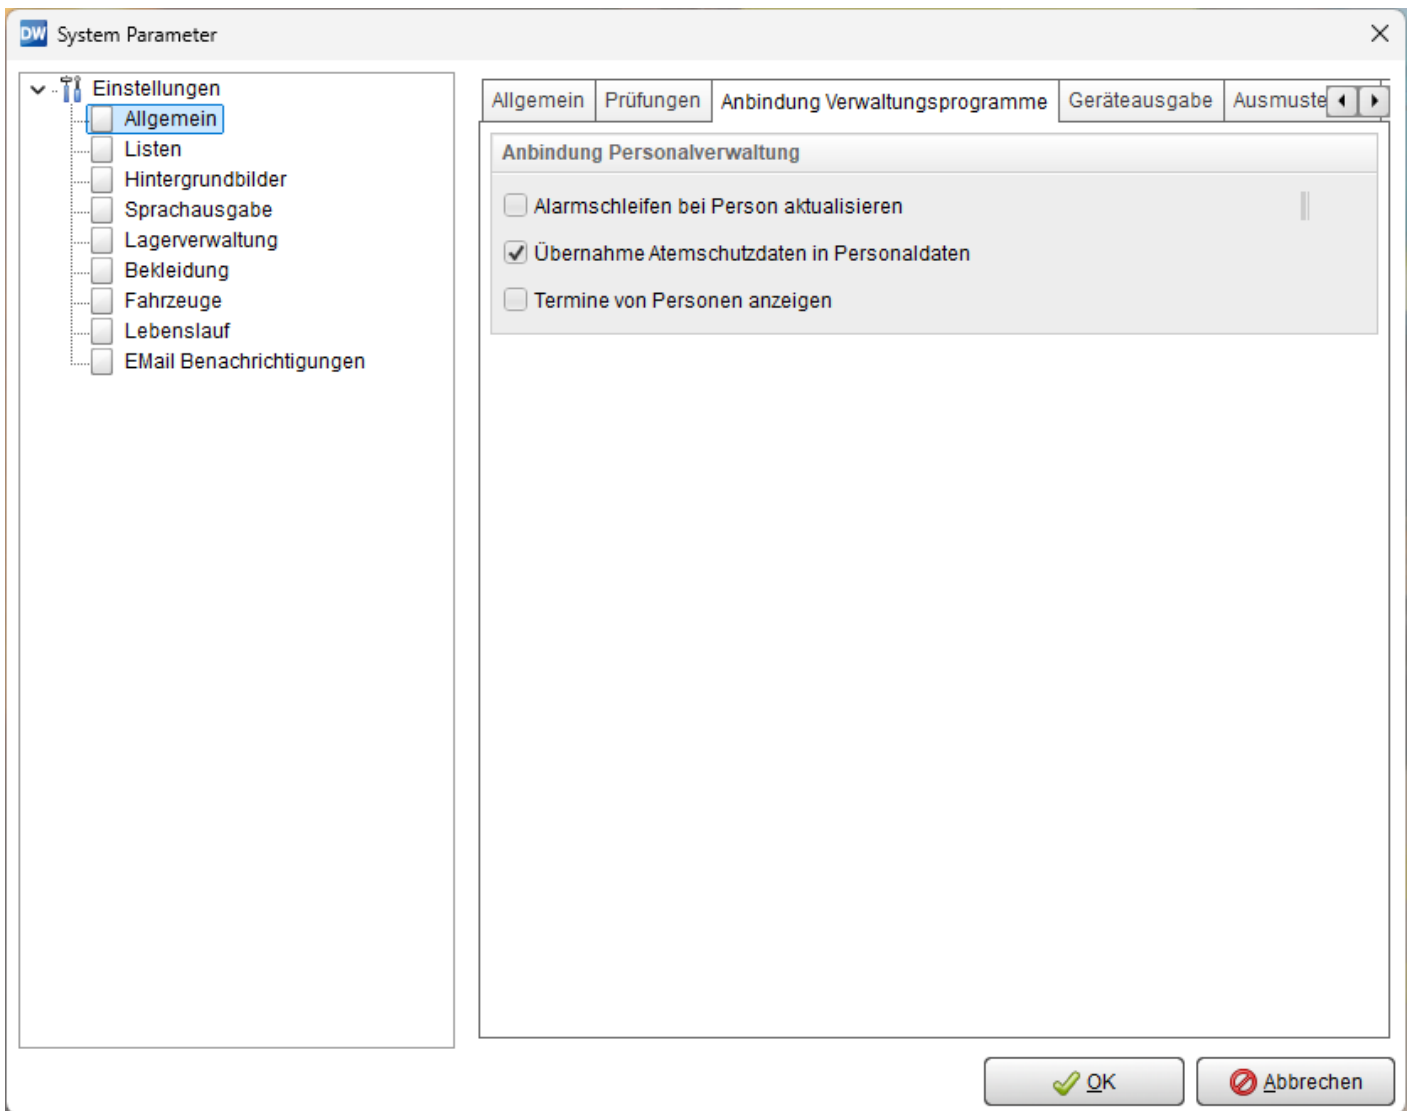 DW System Parameter
Einstellungen
Allgemein
Listen
Hintergrundbilder
Sprachausgabe
Lagerverwaltung
Bekleidung
Fahrzeuge
Lebenslauf
EMail Benachrichtigungen
Allgemein Prüfungen Anbindung Verwaltungsprogramme Geräteausgabe Ausmuste
Anbindung Personalverwaltung
Alarmschleifen bei Person aktualisieren
Übernahme Atemschutzdaten in Personaldaten
Termine von Personen anzeigen
OK Abbrechen